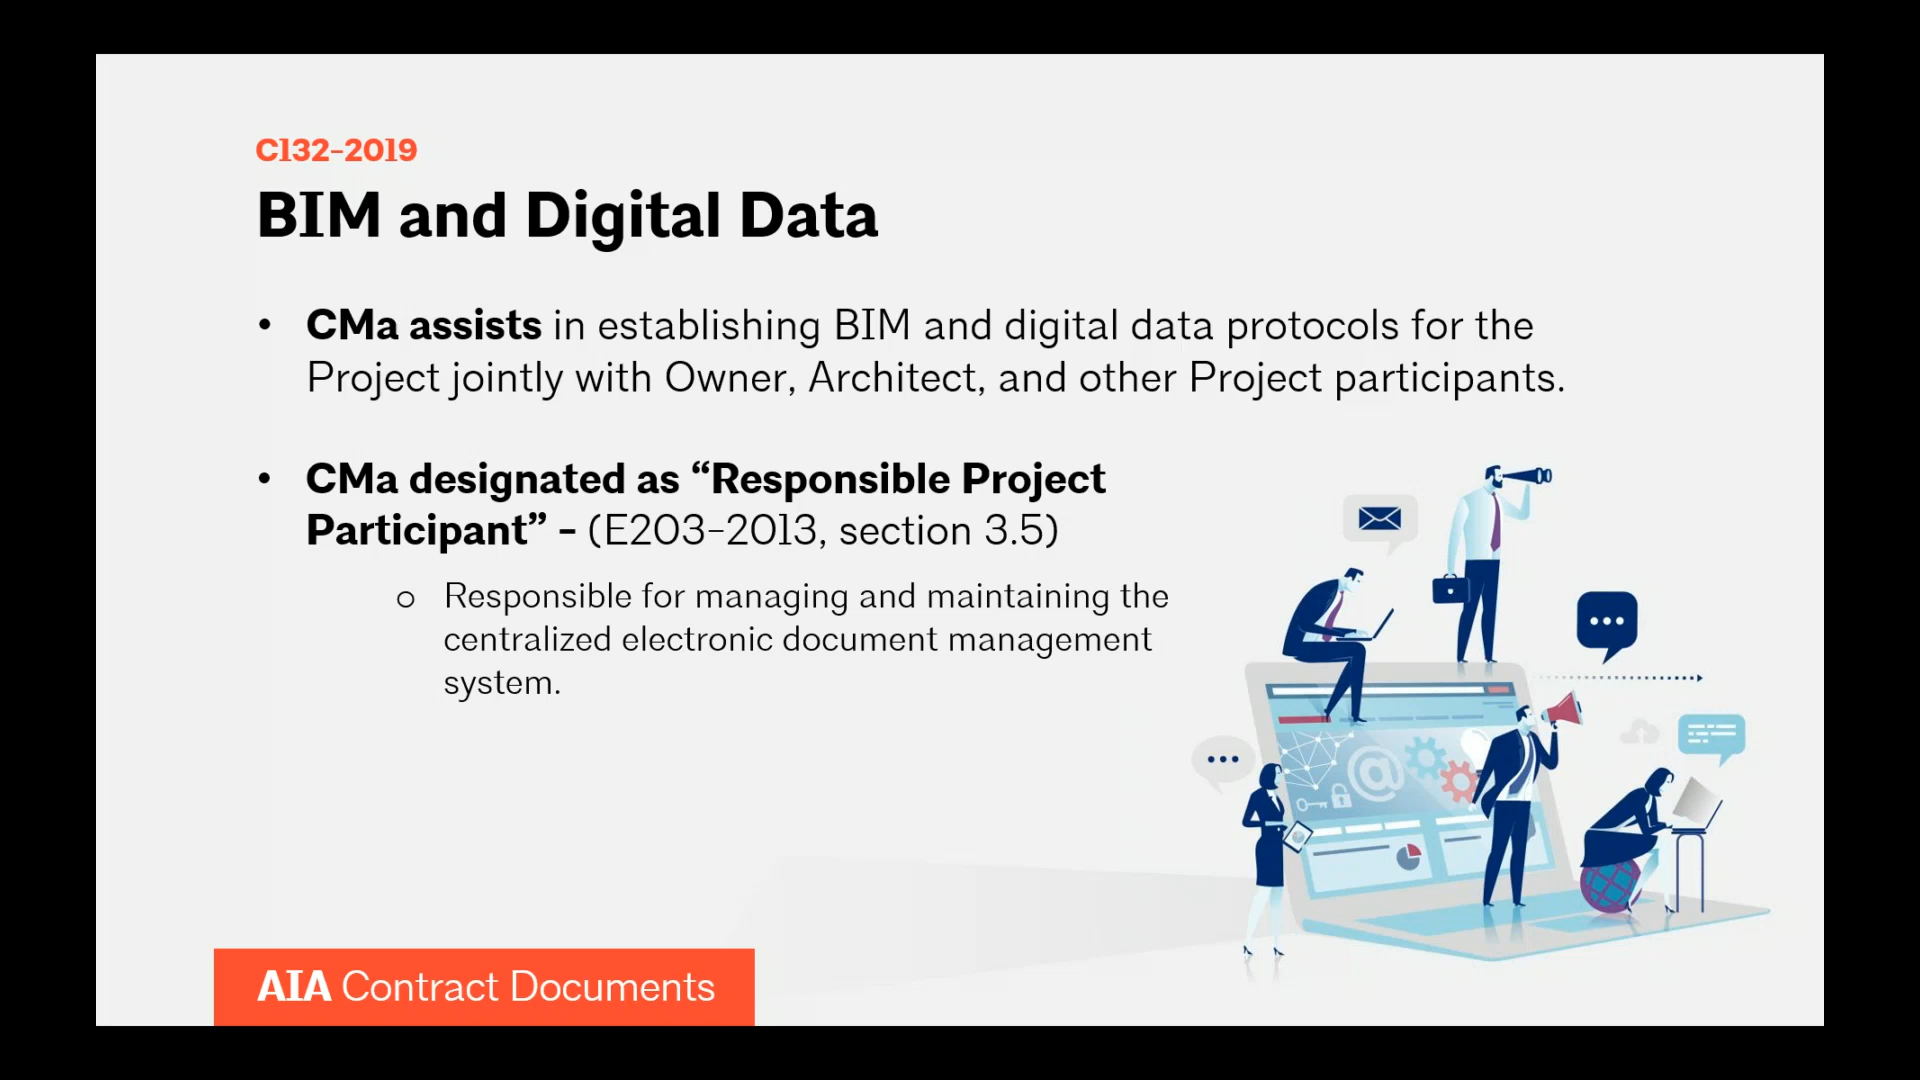 C132-2019
BIM and Digital Data
• CMa assists in establishing BIM and digital data protocols for the
Project jointly with Owner, Architect, and other Project participants.
• CMa designated as “Responsible Project
Participant” - (E203-2013, section 3.5)
o Responsible for managing and maintaining the
centralized electronic document management
system.
@
AIA Contract Documents